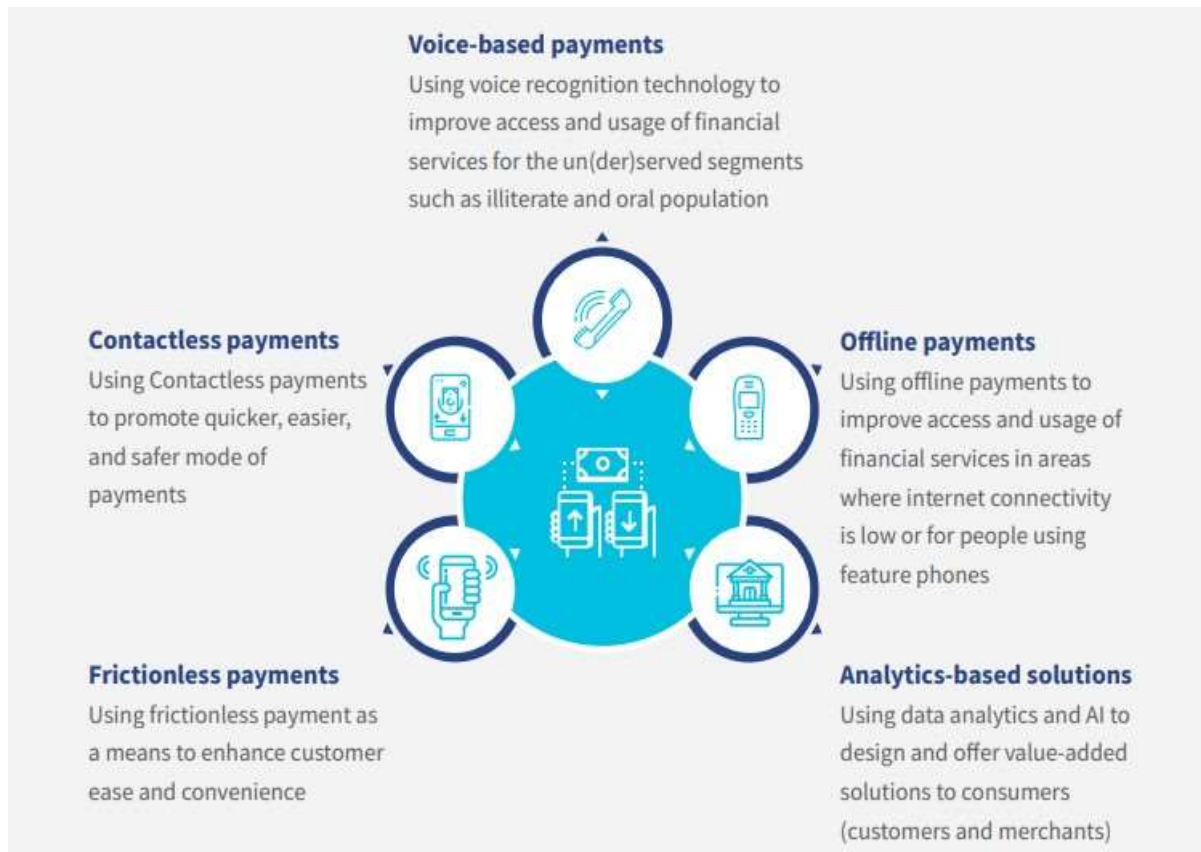 Voice-based payments
Using voice recognition technology to
improve access and usage of financial
services for the un(der)served segments
such as illiterate and oral population
Contactless payments
Using Contactless payments
to promote quicker, easier,
and safer mode of
payments
Offline payments
Using offline payments to
improve access and usage of
financial services in areas
where internet connectivity
is low or for people using
feature phones
Frictionless payments
Using frictionless payment as
a means to enhance customer
ease and convenience
Analytics-based solutions
Using data analytics and AI to
design and offer value-added
solutions to consumers
(customers and merchants)